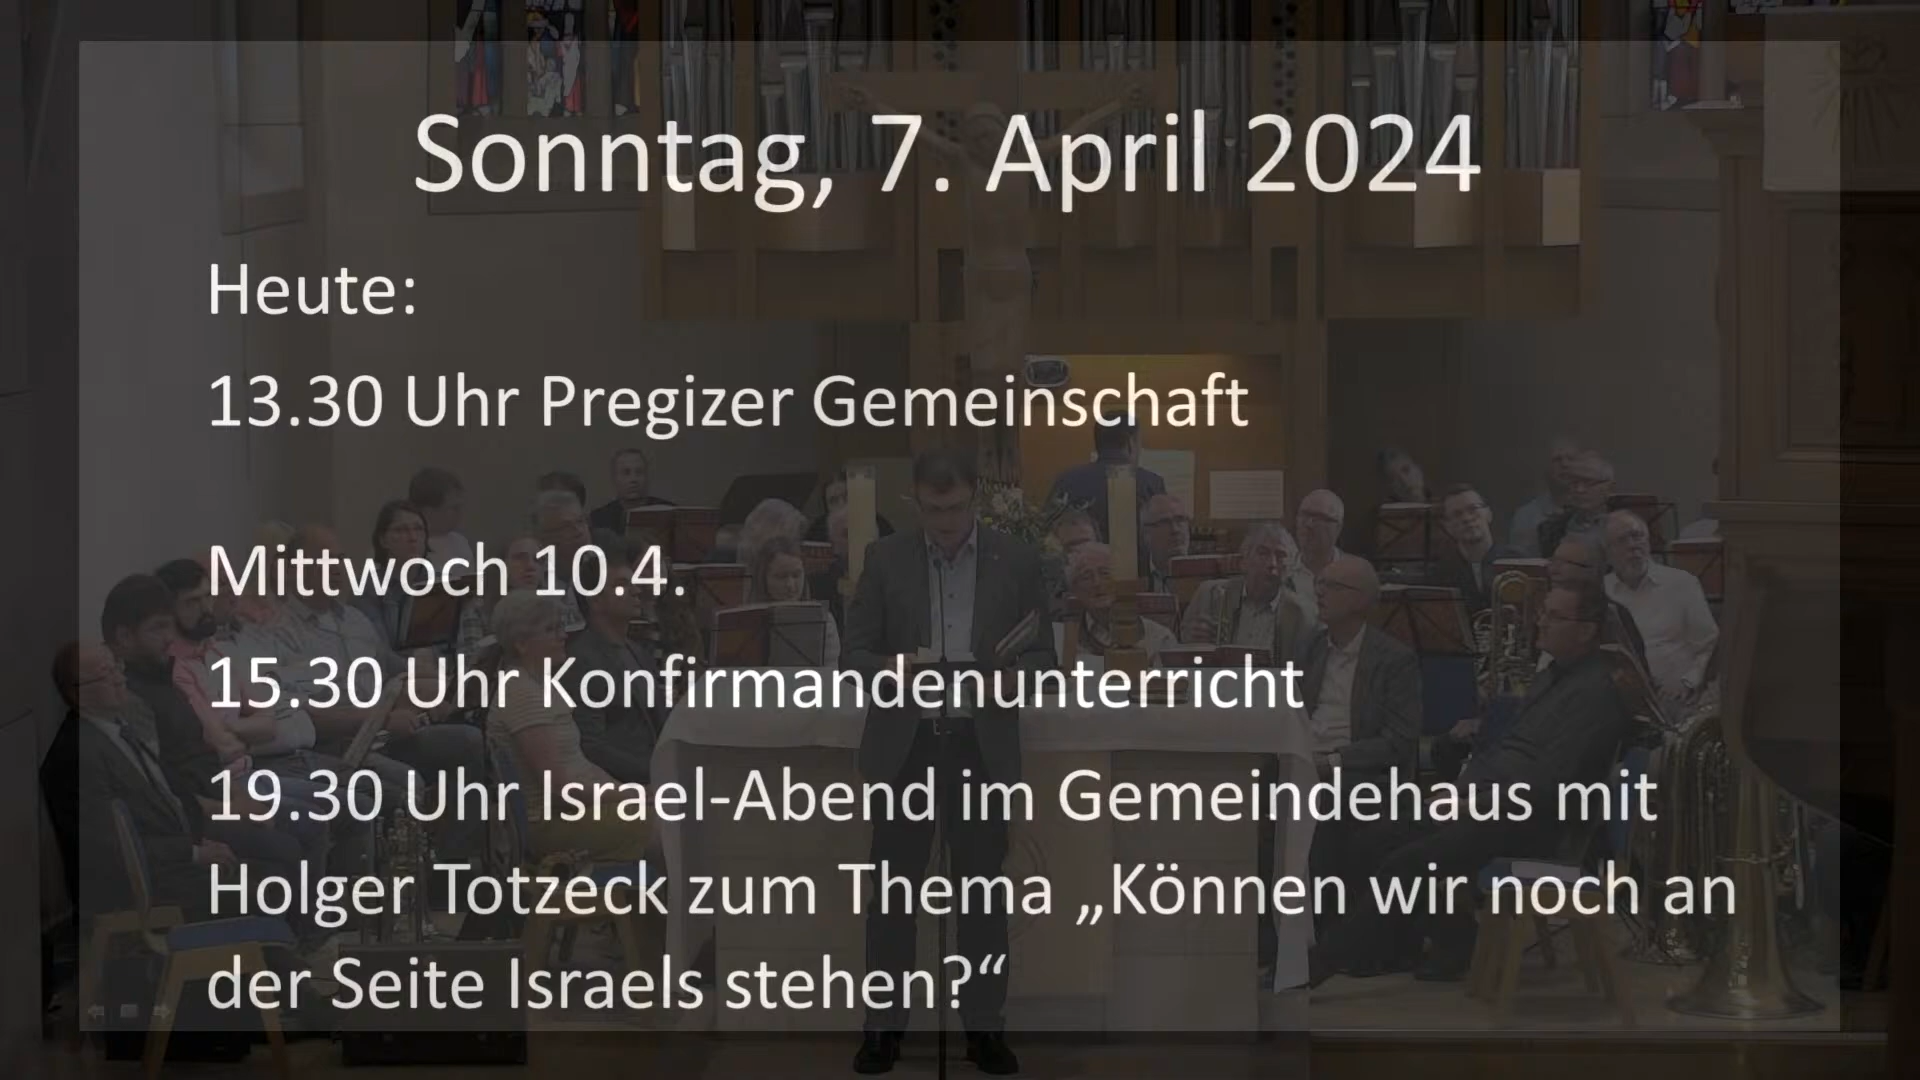 Sonntag, 7. April 2024
Heute:
13.30 Uhr Pregizer Gemeinschaft
Mittwoch 10.4.
15.30 Uhr Konfirmandenunterricht
19.30 Uhr Israel-Abend im Gemeindehaus mit
Holger Totzeck zum Thema „Können wir noch an
der Seite Israels stehen?“